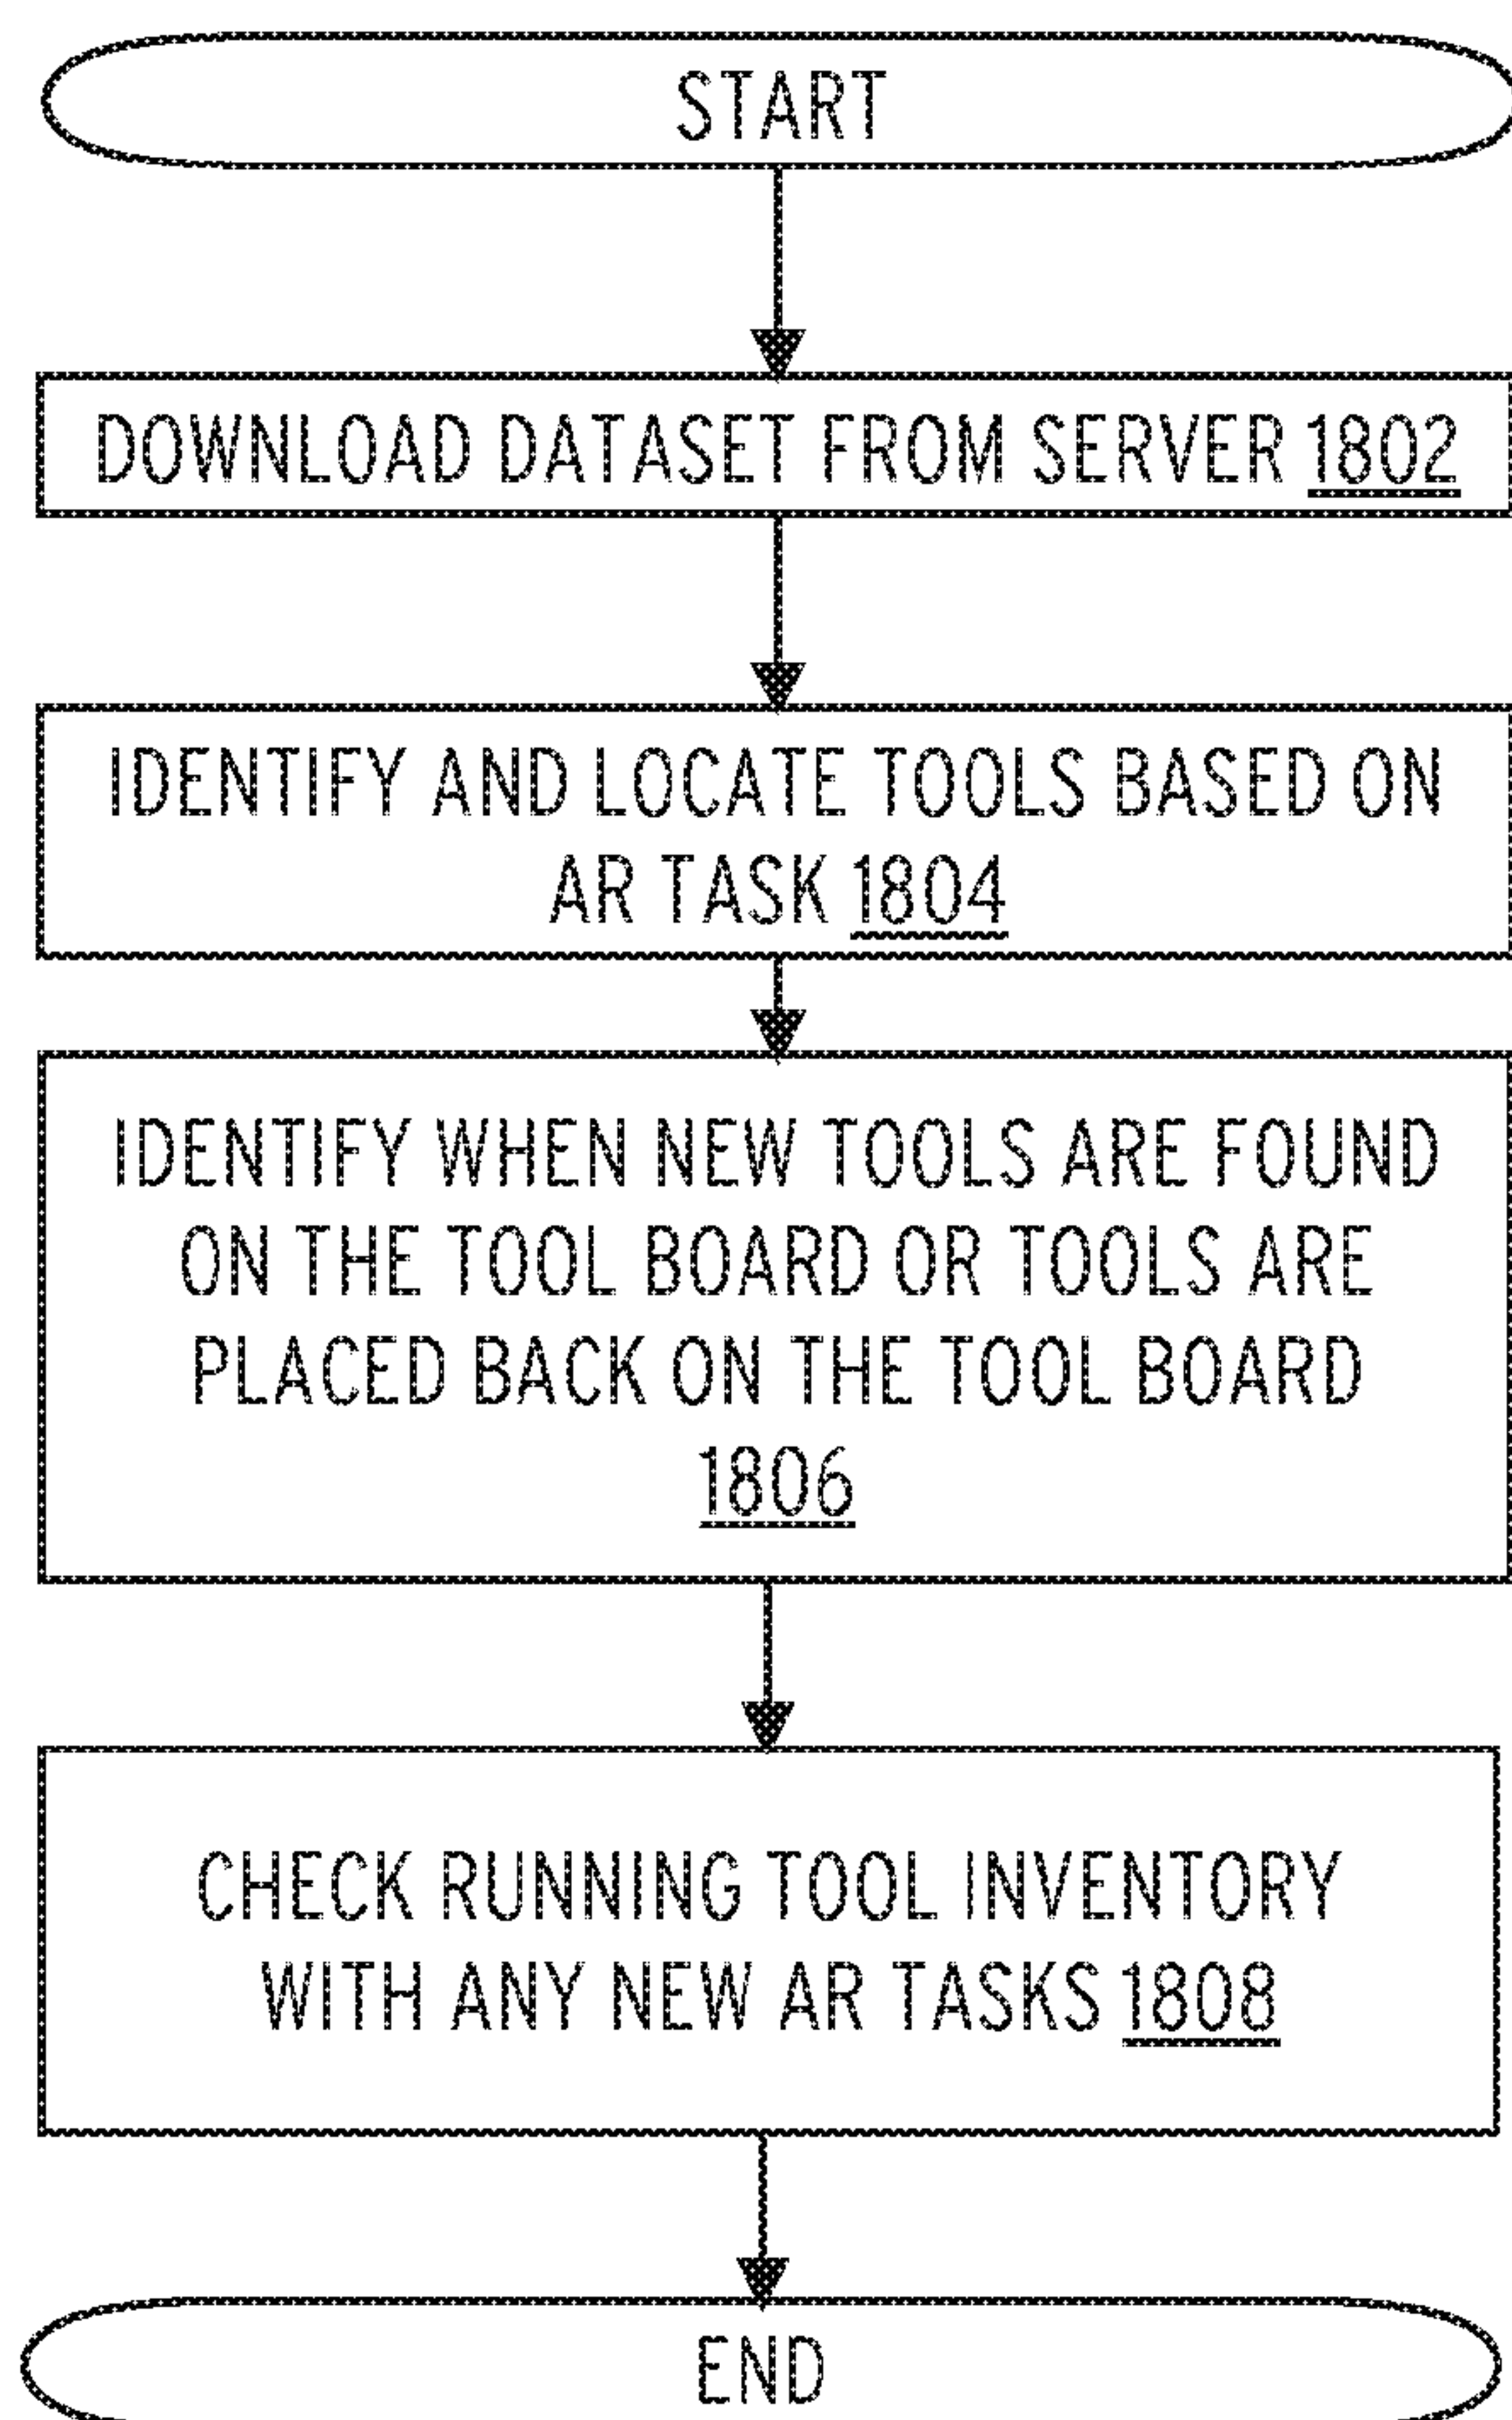 START
DOWNLOAD DATASET FROM SERVER 1802
IDENTIFY AND LOCATE TOOLS BASED ON
AR TASK 1804
IDENTIFY WHEN NEW TOOLS ARE FOUND
ON THE TOOL BOARD OR TOOLS ARE
PLACED BACK ON THE TOOL BOARD
1806
CHECK RUNNING TOOL INVENTORY
WITH ANY NEW AR TASKS 1808
END